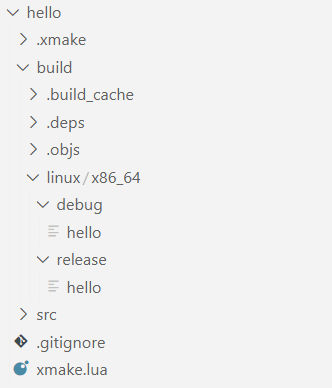 hello
.xmake
build
.build_cache
.deps
.objs
linux/x86_64
debug
hello
release
hello
src
.gitignore
xmake.lua